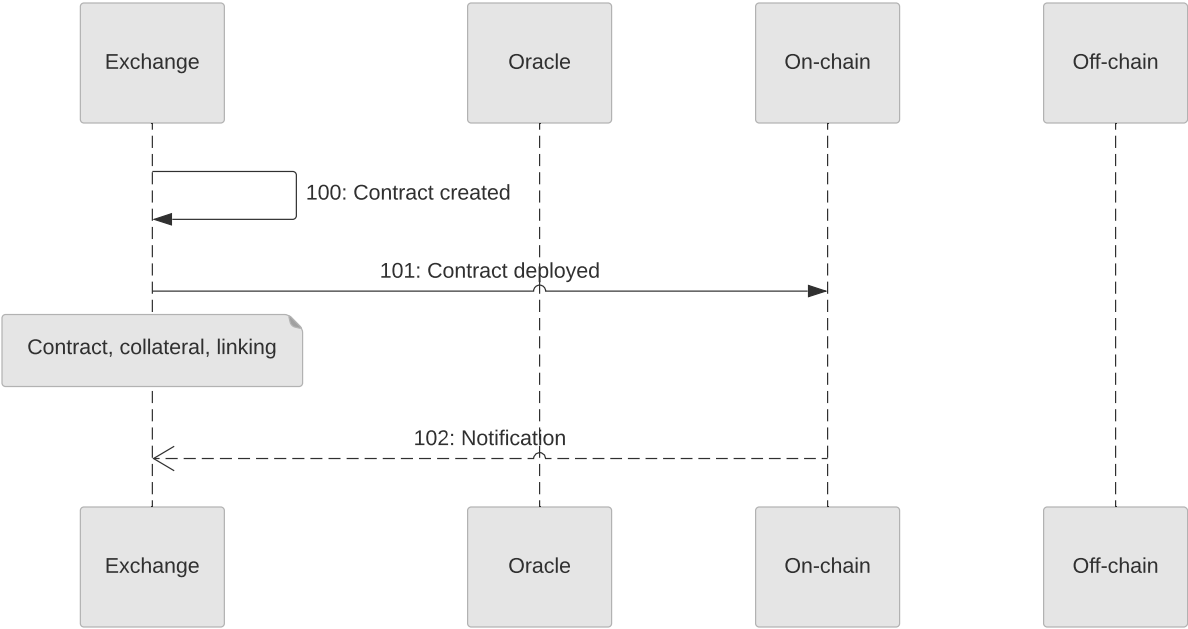 Exchange
Oracle
On-chain
Off-chain
100: Contract created
101: Contract deployed
Contract, collateral, linking
102: Notification
Exchange
Oracle
On-chain
Off-chain